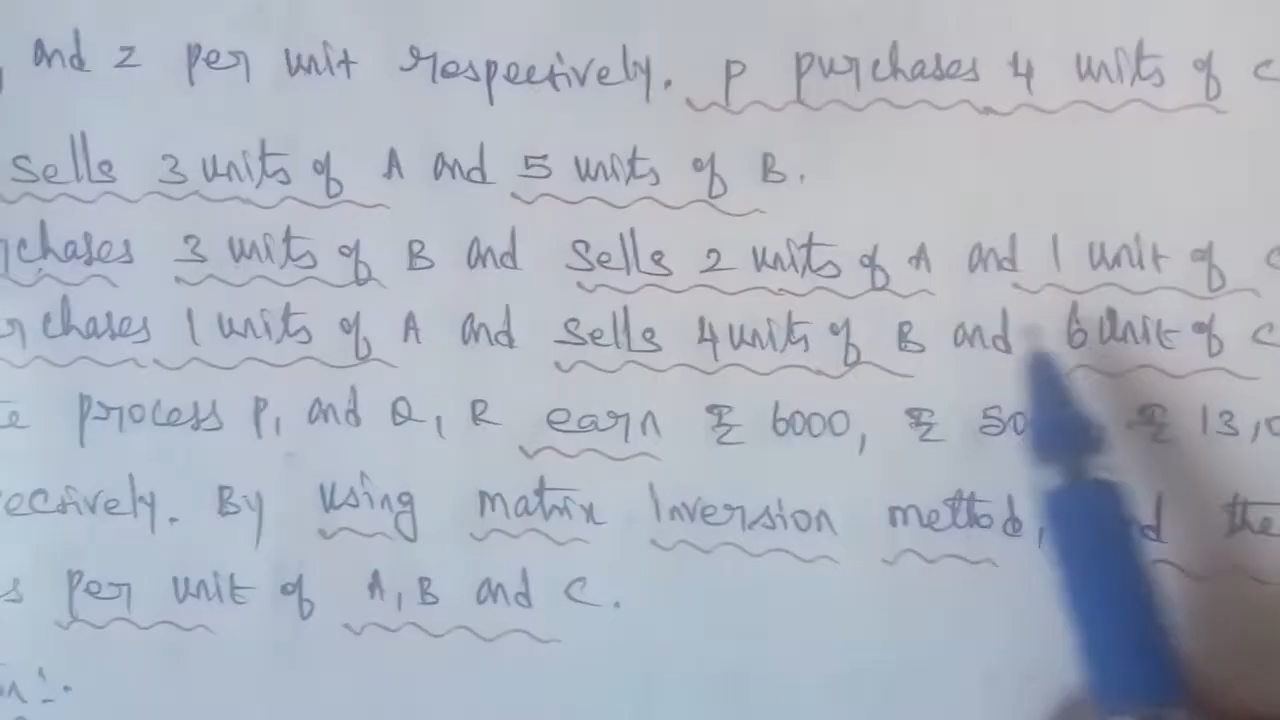 and z per unit respectively. P purchases 4 units of C
sells 3 units of A and 5 units of B.
rchases 3 units of B and sells 2 units of A and 1 unit of C
rchases 1 units of A and sells 4 units of B and 6 unit of C
process P, and Q, R earn ₹ 6000, ₹ 50 ₹ 13,0
ectively. By using matrix Inversion method, the
s per unit of A, B and C.
n:-